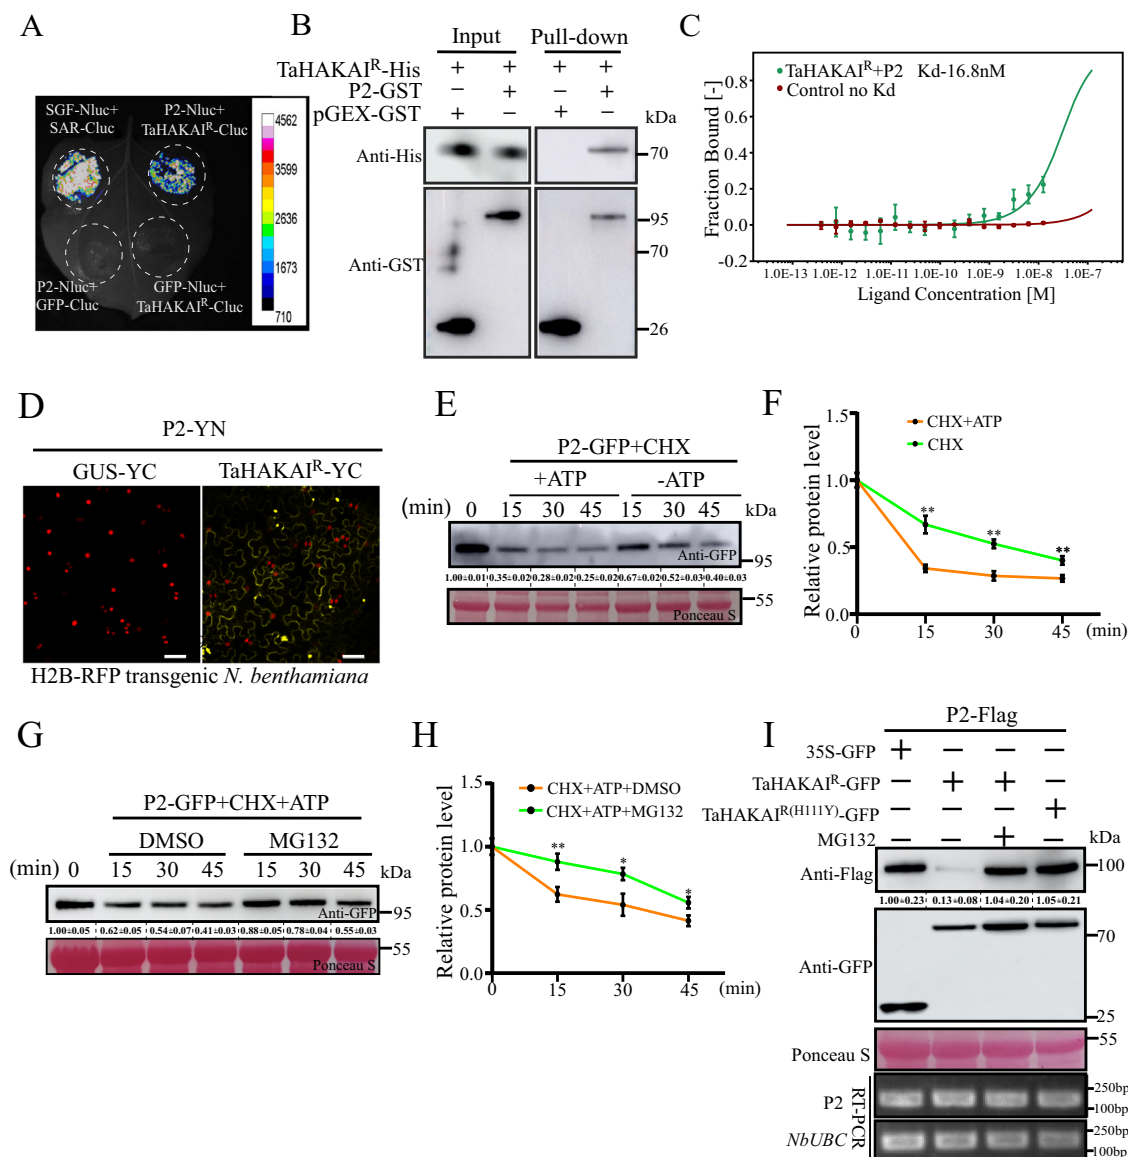 A
SGF-Nluc+
SAR-Cluc
P2-Nluc+
TaHAKAI^R-Cluc
P2-Nluc+
GFP-Cluc
GFP-Nluc+
TaHAKAI^R-Cluc
4562
3599
2636
1673
710
B
Input Pull-down
TaHAKAI^R-His + + + +
P2-GST − + − +
pGEX-GST + − + −
kDa
Anti-His
70
Anti-GST
95
70
26
C
TaHAKAI^R+P2 Kd-16.8nM
Control no Kd
Fraction Bound [-]
0.8
0.6
0.4
0.2
0.0
-0.2
1.0E-13 1.0E-12 1.0E-11 1.0E-10 1.0E-9 1.0E-8 1.0E-7
Ligand Concentration [M]
D
P2-YN
GUS-YC TaHAKAI^R-YC
H2B-RFP transgenic N. benthamiana
E
P2-GFP+CHX
+ATP -ATP
(min) 0 15 30 45 15 30 45 kDa
Anti-GFP
95
1.00±0.01 0.35±0.02 0.28±0.02 0.25±0.02 0.67±0.02 0.52±0.03 0.40±0.03
55
Ponceau S
F
CHX+ATP
CHX
Relative protein level
1.5
1.0
0.5
0.0
** ** **
0 15 30 45 (min)
G
P2-GFP+CHX+ATP
DMSO MG132
(min) 0 15 30 45 15 30 45 kDa
Anti-GFP
95
1.00±0.05 0.62±0.05 0.54±0.07 0.41±0.03 0.88±0.05 0.78±0.04 0.55±0.03
55
Ponceau S
H
CHX+ATP+DMSO
CHX+ATP+MG132
Relative protein level
1.5
1.0
0.5
0.0
** * *
0 15 30 45 (min)
I
P2-Flag
35S-GFP + − − −
TaHAKAI^R-GFP − + + −
TaHAKAI^R(H111Y)-GFP − − − +
MG132 − − + −
kDa
Anti-Flag
100
1.00±0.23 0.13±0.08 1.04±0.20 1.05±0.21
Anti-GFP
70
25
Ponceau S
55
P2
250bp
100bp
RT-PCR
NbUBC
250bp
100bp